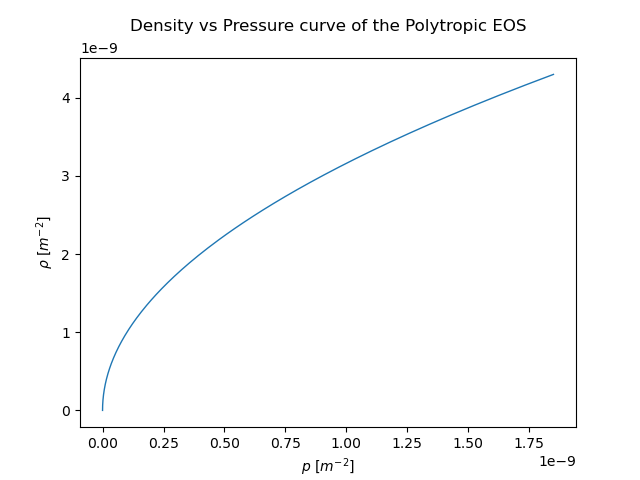 Density vs Pressure curve of the Polytropic EOS
1e−9
4
3
2
1
0
ρ [m⁻²]
0.00 0.25 0.50 0.75 1.00 1.25 1.50 1.75
1e−9
p [m⁻²]